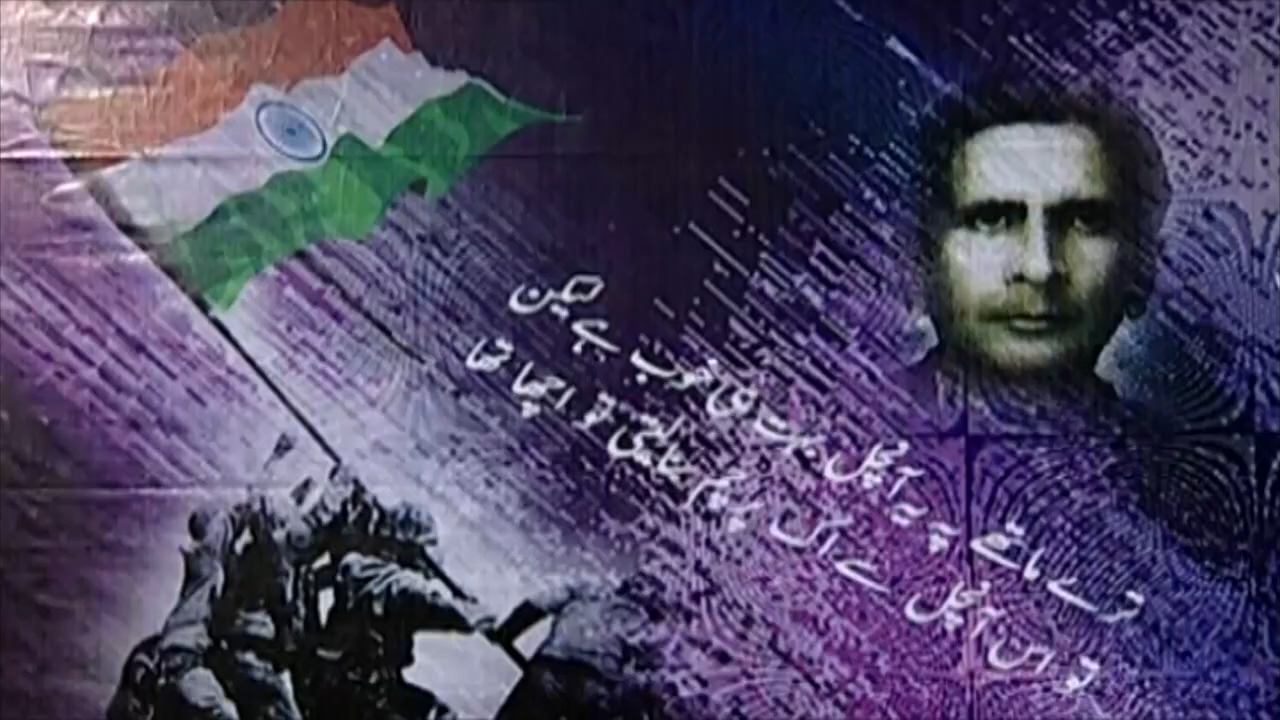 ترے ماتھے پہ یہ آنچل بہت ہی خوب ہے لیکن
تو اس آنچل سے اک پرچم بنا لیتی تو اچھا تھا